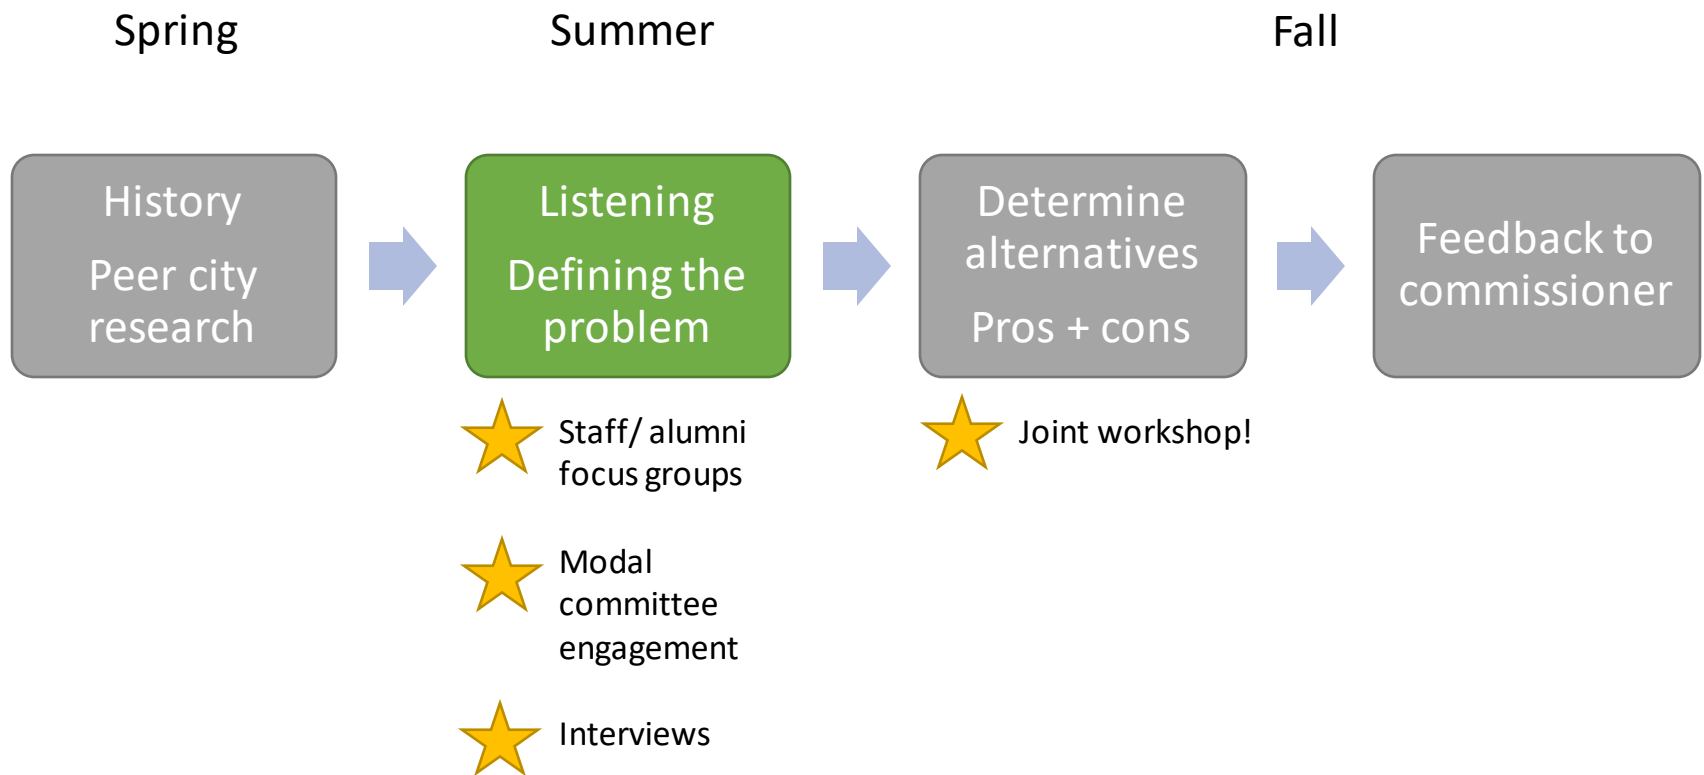 Spring
Summer
Fall
History
Peer city
research
Listening
Defining the
problem
Determine
alternatives
Pros + cons
Feedback to
commissioner
Staff/ alumni
focus groups
Modal
committee
engagement
Interviews
Joint workshop!